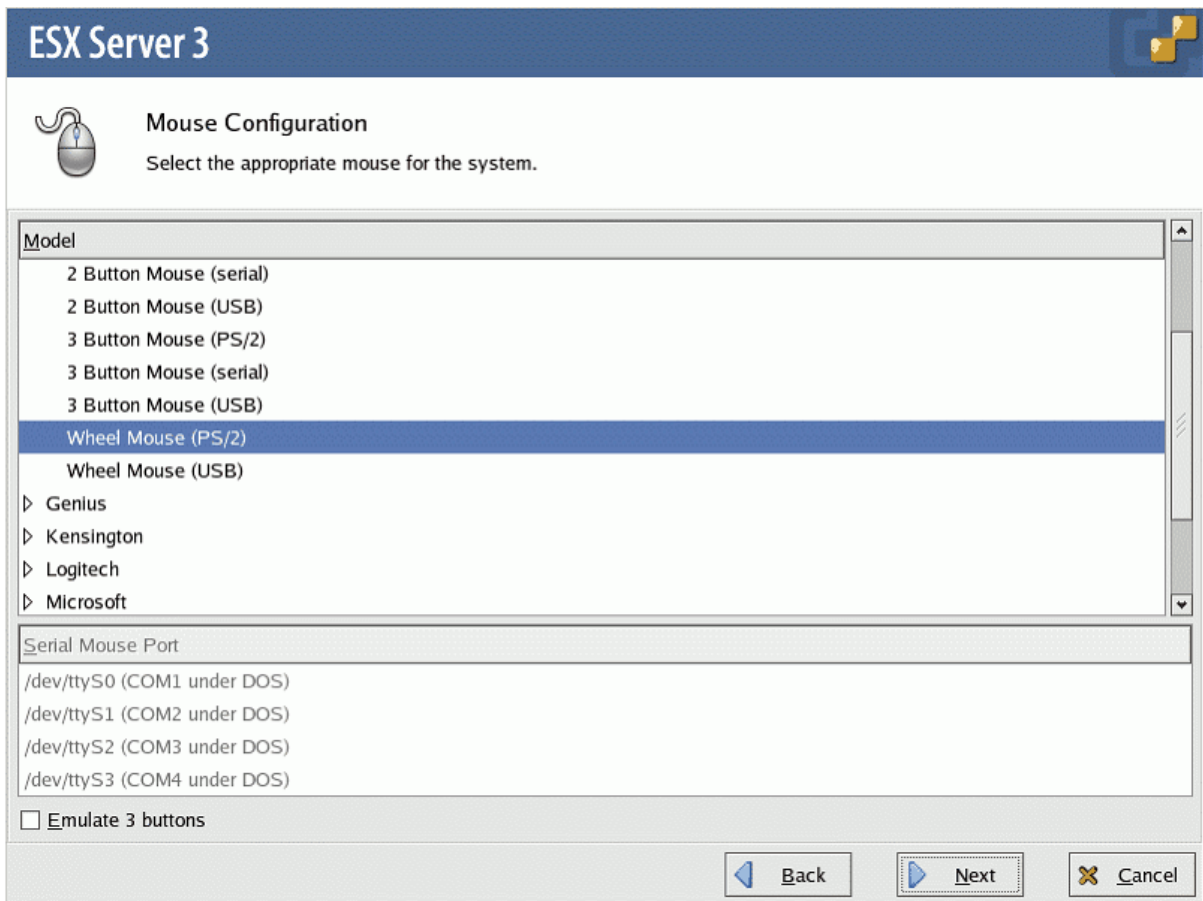 ESX Server 3
Mouse Configuration
Select the appropriate mouse for the system.
Model
2 Button Mouse (serial)
2 Button Mouse (USB)
3 Button Mouse (PS/2)
3 Button Mouse (serial)
3 Button Mouse (USB)
Wheel Mouse (PS/2)
Wheel Mouse (USB)
Genius
Kensington
Logitech
Microsoft
Serial Mouse Port
/dev/ttyS0 (COM1 under DOS)
/dev/ttyS1 (COM2 under DOS)
/dev/ttyS2 (COM3 under DOS)
/dev/ttyS3 (COM4 under DOS)
Emulate 3 buttons
Back Next Cancel